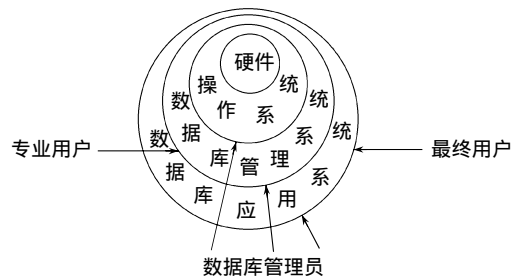 硬件
操作系统
数据库管理系统
数据库应用系统
专业用户
最终用户
数据库管理员